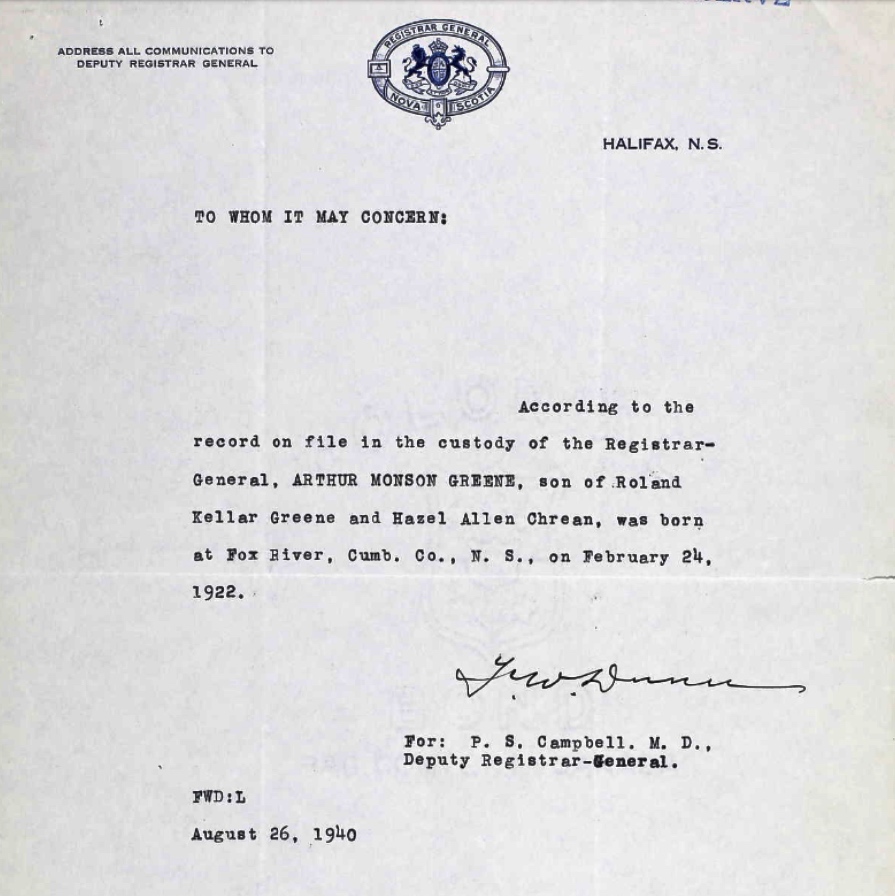 ADDRESS ALL COMMUNICATIONS TO
DEPUTY REGISTRAR GENERAL
REGISTRAR GENERAL
NOVA SCOTIA
HALIFAX, N. S.
TO WHOM IT MAY CONCERN:
According to the
record on file in the custody of the Registrar-
General, ARTHUR MONSON GREENE, son of Roland
Kellar Greene and Hazel Allen Chrean, was born
at Fox River, Cumb. Co., N. S., on February 24,
1922.
F.W. Dunn
For: P. S. Campbell. M. D.,
Deputy Registrar-General.
FWD:L
August 26, 1940